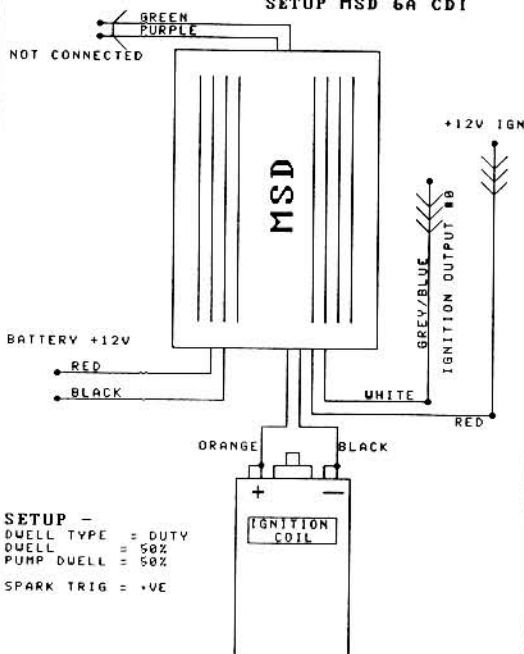 SETUP MSD 6A CDI
GREEN
PURPLE
NOT CONNECTED
+12V IGN
MSD
GREY/BLUE
IGNITION OUTPUT #0
BATTERY +12V
RED
BLACK
WHITE
RED
ORANGE
BLACK
+ −
IGNITION
COIL
SETUP -
DWELL TYPE = DUTY
DWELL = 50%
PUMP DWELL = 50%
SPARK TRIG = +VE